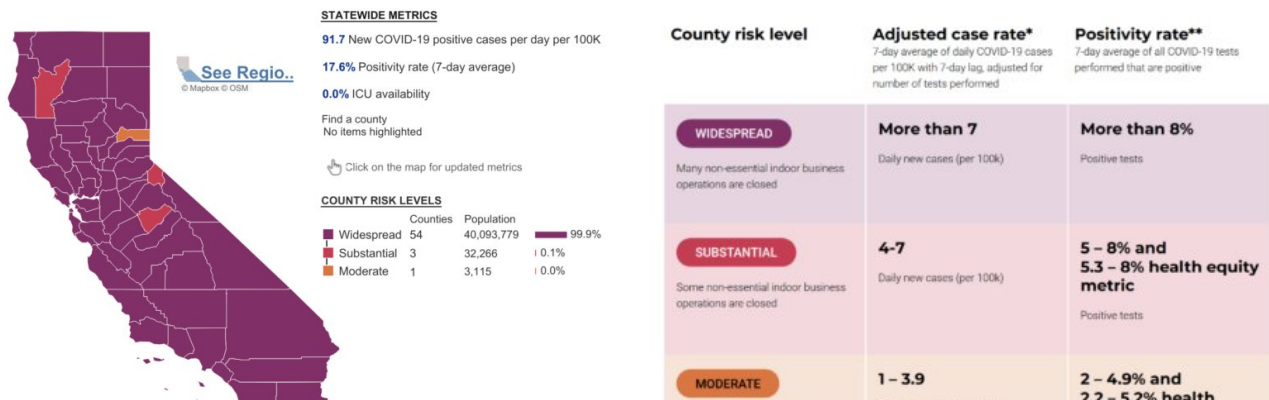 STATEWIDE METRICS
91.7 New COVID-19 positive cases per day per 100K
17.6% Positivity rate (7-day average)
0.0% ICU availability
Find a county
No items highlighted
Click on the map for updated metrics
See Regio..
© Mapbox © OSM
COUNTY RISK LEVELS
Counties Population
Widespread 54 40,093,779 99.9%
Substantial 3 32,266 0.1%
Moderate 1 3,115 0.0%
County risk level
Adjusted case rate*
7-day average of daily COVID-19 cases
per 100K with 7-day lag, adjusted for
number of tests performed
Positivity rate**
7-day average of all COVID-19 tests
performed that are positive
WIDESPREAD
Many non-essential indoor business
operations are closed
More than 7
Daily new cases (per 100k)
More than 8%
Positive tests
SUBSTANTIAL
Some non-essential indoor business
operations are closed
4-7
Daily new cases (per 100k)
5 – 8% and
5.3 – 8% health equity
metric
Positive tests
MODERATE
1 – 3.9
2 – 4.9% and
2.2 – 5.2% health